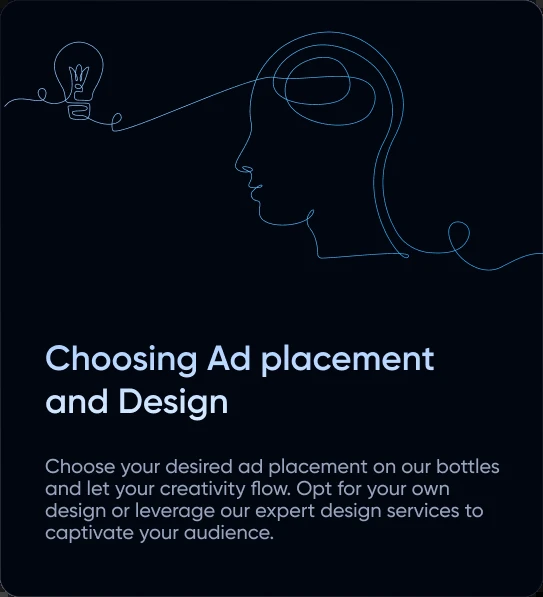 Choosing Ad placement
and Design
Choose your desired ad placement on our bottles
and let your creativity flow. Opt for your own
design or leverage our expert design services to
captivate your audience.